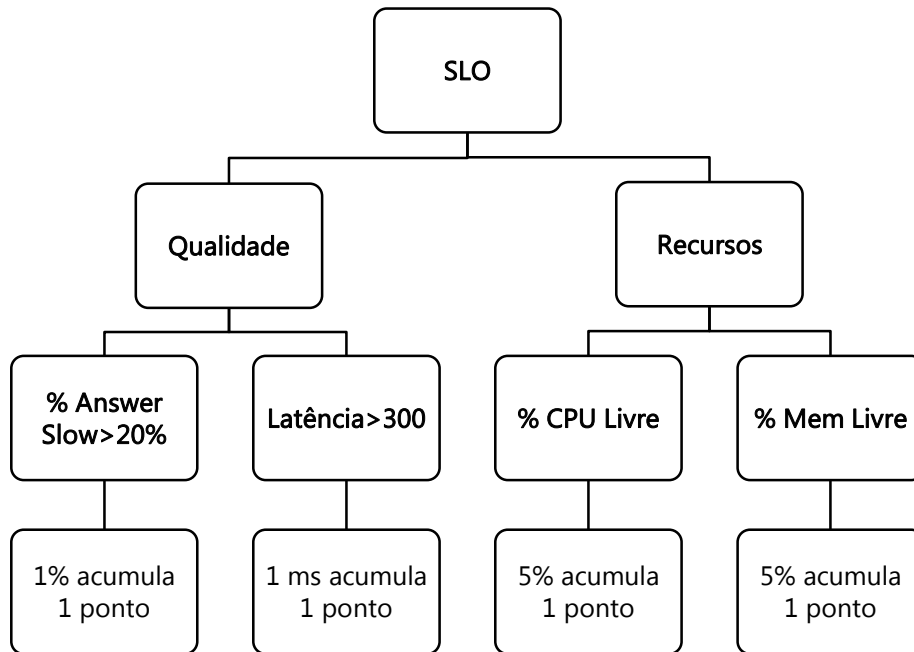 SLO
Qualidade
Recursos
% Answer
Slow>20%
Latência>300
% CPU Livre
% Mem Livre
1% acumula
1 ponto
1 ms acumula
1 ponto
5% acumula
1 ponto
5% acumula
1 ponto